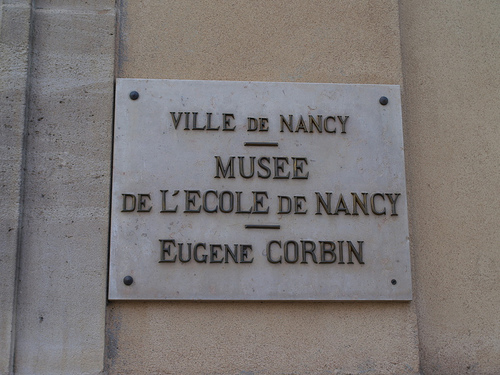 VILLE DE NANCY
MUSEE
DE L'ECOLE DE NANCY
EUGENE CORBIN